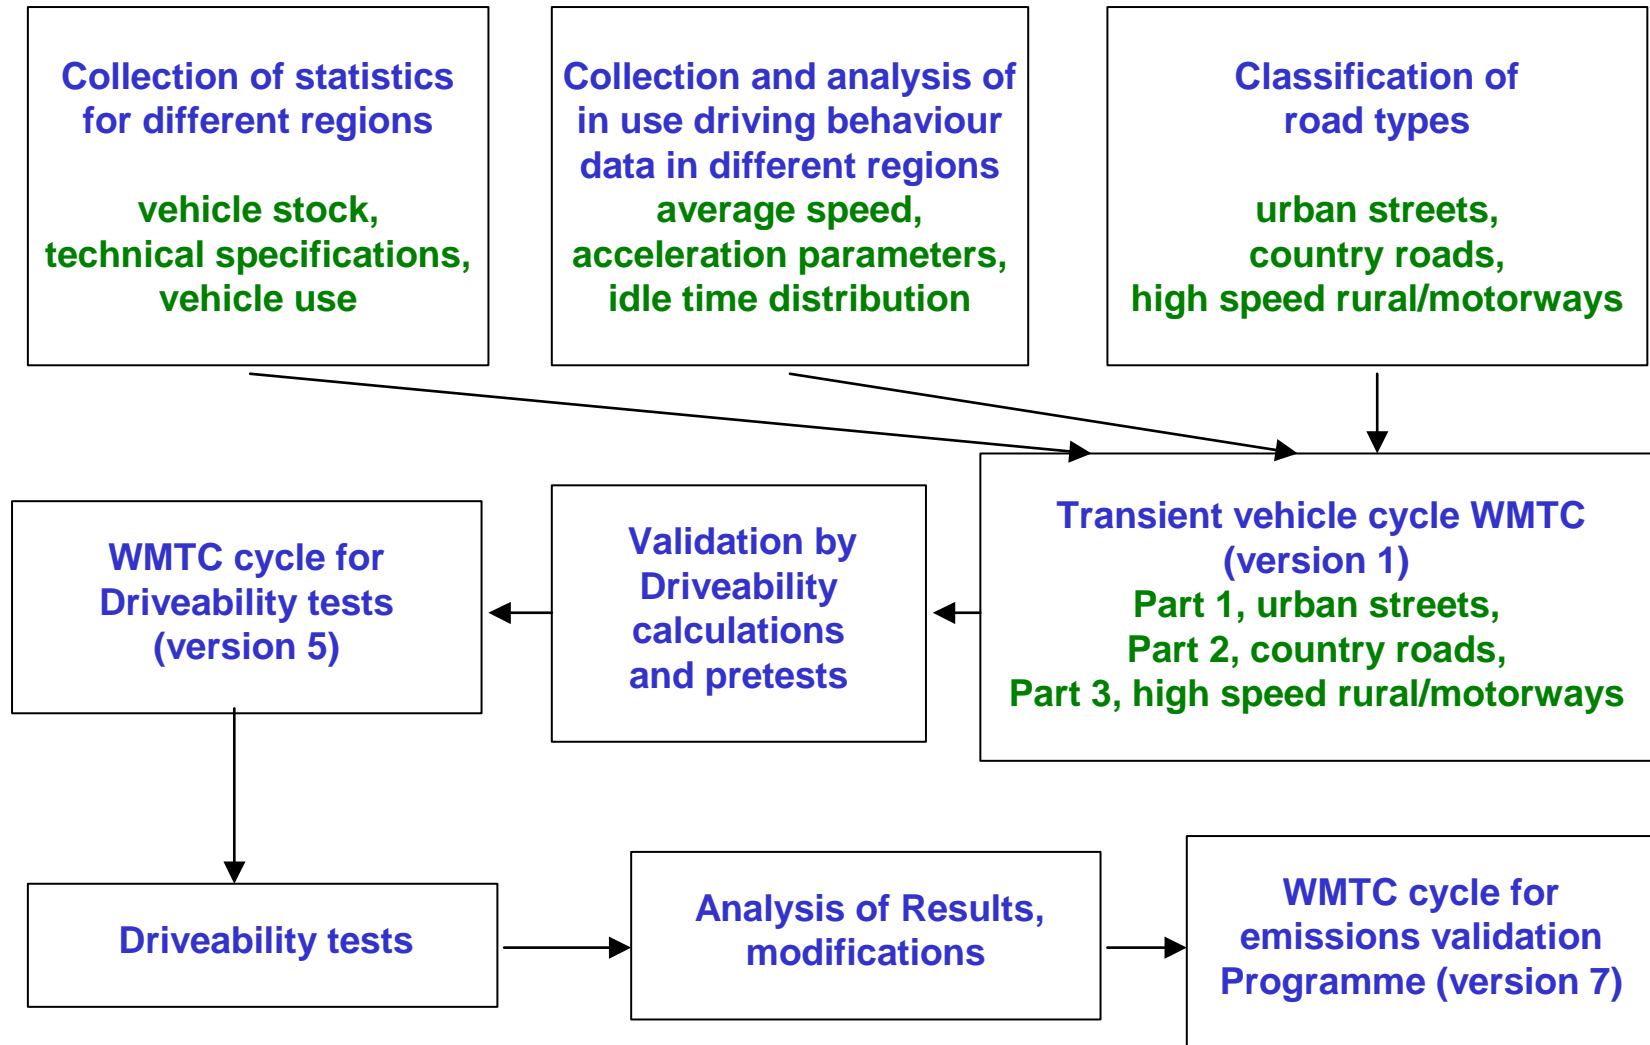 Collection of statistics
for different regions
vehicle stock,
technical specifications,
vehicle use
Collection and analysis of
in use driving behaviour
data in different regions
average speed,
acceleration parameters,
idle time distribution
Classification of
road types
urban streets,
country roads,
high speed rural/motorways
Transient vehicle cycle WMTC
(version 1)
Part 1, urban streets,
Part 2, country roads,
Part 3, high speed rural/motorways
Validation by
Driveability
calculations
and pretests
WMTC cycle for
Driveability tests
(version 5)
Driveability tests
Analysis of Results,
modifications
WMTC cycle for
emissions validation
Programme (version 7)